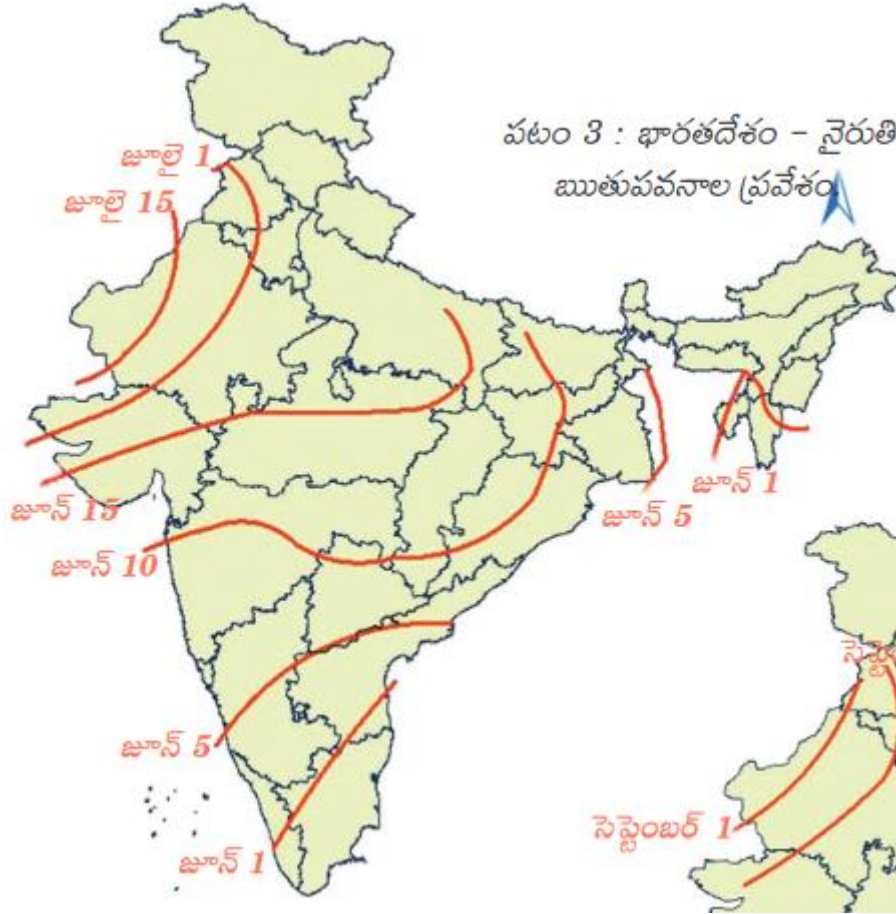 పటం 3 : భారతదేశం - నైరుతి
ఋతుపవనాల ప్రవేశం
జూలై 1
జూలై 15
జూన్ 15
జూన్ 10
జూన్ 5
జూన్ 1
జూన్ 5
జూన్ 1
సెప్టెంబర్ 1